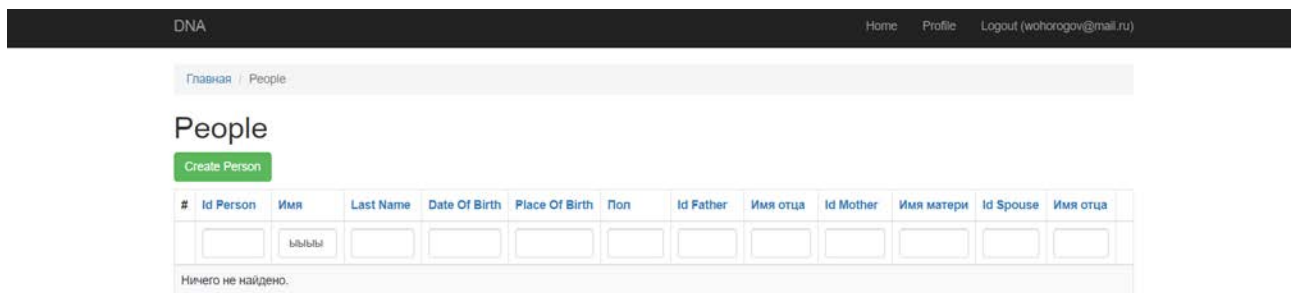 DNA Home Profile Logout (wohorogov@mail.ru)
Главная / People
People
Create Person
# Id Person Имя Last Name Date Of Birth Place Of Birth Пол Id Father Имя отца Id Mother Имя матери Id Spouse Имя отца
ыыыы
Ничего не найдено.